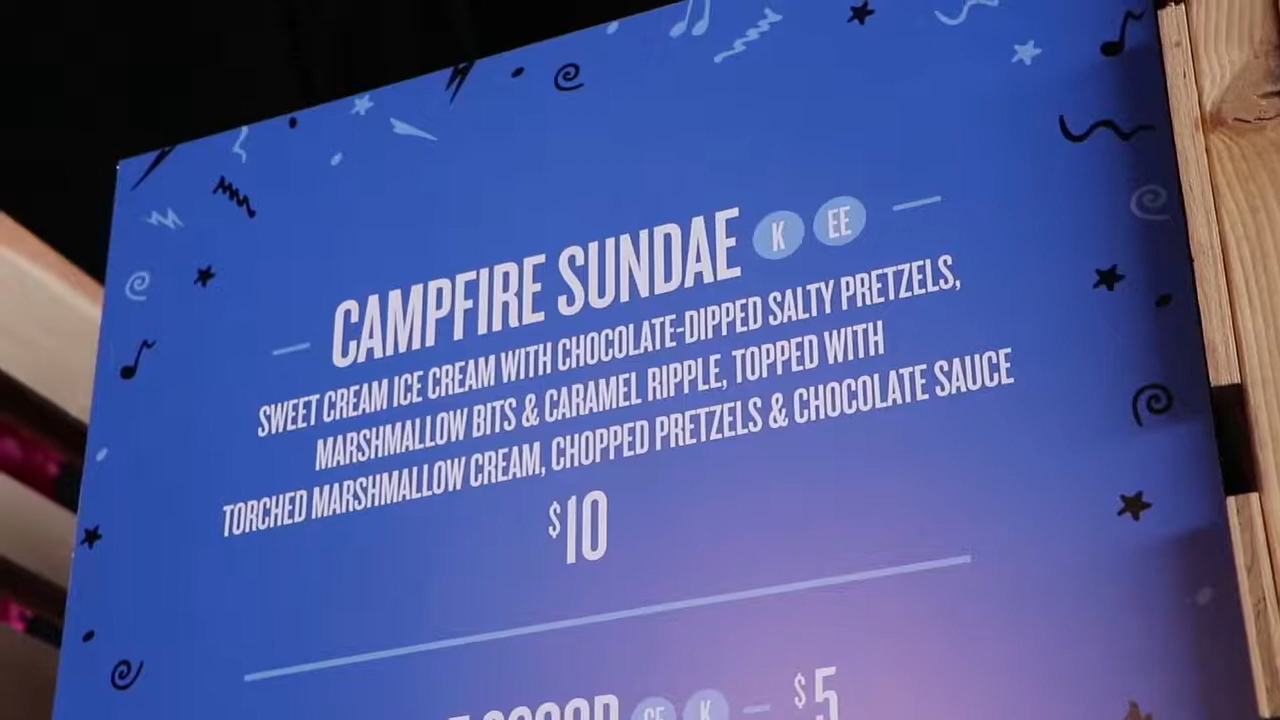 CAMPFIRE SUNDAE K EE
SWEET CREAM ICE CREAM WITH CHOCOLATE-DIPPED SALTY PRETZELS,
MARSHMALLOW BITS & CARAMEL RIPPLE, TOPPED WITH
TORCHED MARSHMALLOW CREAM, CHOPPED PRETZELS & CHOCOLATE SAUCE
$10
SCOOP K — $5